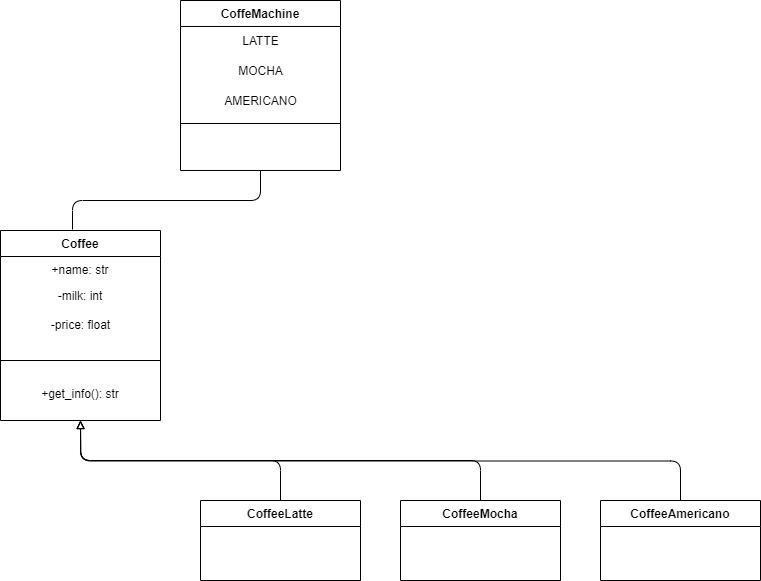 CoffeMachine
LATTE
MOCHA
AMERICANO
Coffee
+name: str
-milk: int
-price: float
+get_info(): str
CoffeeLatte
CoffeeMocha
CoffeeAmericano